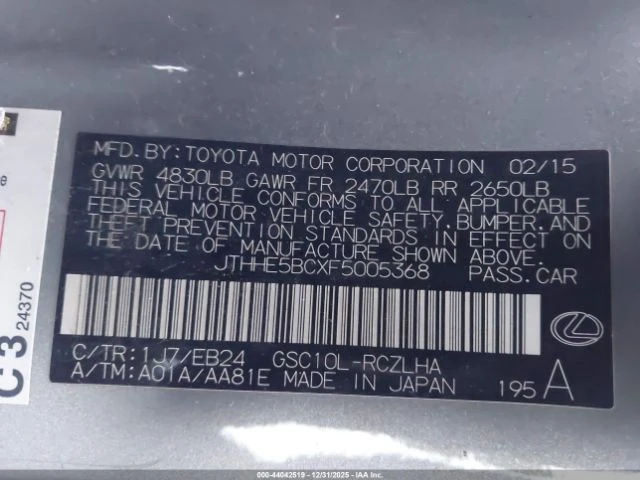 MFD. BY: TOYOTA MOTOR CORPORATION 02/15
GVWR 4830LB GAWR FR 2470LB RR 2650LB
THIS VEHICLE CONFORMS TO ALL APPLICABLE
FEDERAL MOTOR VEHICLE SAFETY, BUMPER, AND
THEFT PREVENTION STANDARDS IN EFFECT ON
THE DATE OF MANUFACTURE SHOWN ABOVE.
JTHHE5BCXF5005368 PASS. CAR
C/TR: 1J7/EB24 GSC10L-RCZLHA
A/TM: A01A/AA81E MADE IN JAPAN 195 A
C3 24370
000-44042519 - 12/31/2025 - Copyright © IAA, LLC